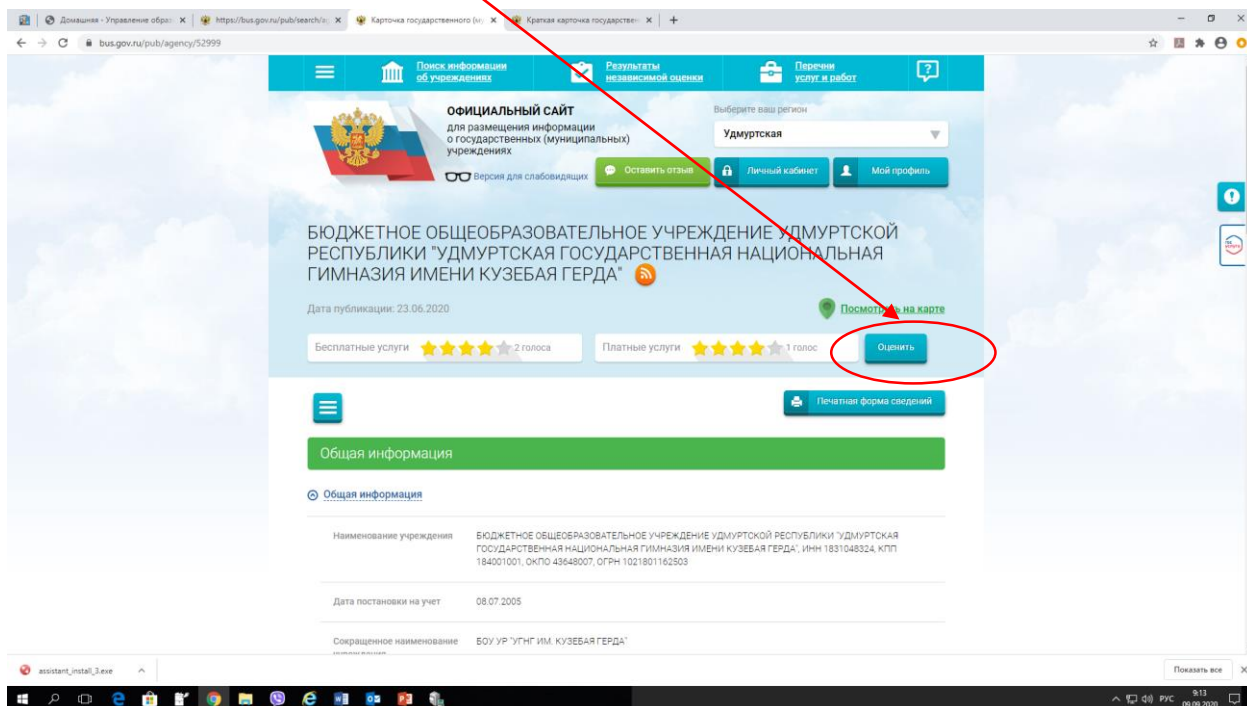 Домашняя - Управление образ
https://bus.gov.ru/pub/search/a
Карточка государственного (му
Краткая карточка государствен
bus.gov.ru/pub/agency/52999
Поиск информации
об учреждениях
Результаты
независимой оценки
Перечни
услуг и работ
ОФИЦИАЛЬНЫЙ САЙТ
для размещения информации
о государственных (муниципальных)
учреждениях
Версия для слабовидящих
Выберите ваш регион
Удмуртская
Оставить отзыв
Личный кабинет
Мой профиль
БЮДЖЕТНОЕ ОБЩЕОБРАЗОВАТЕЛЬНОЕ УЧРЕЖДЕНИЕ УДМУРТСКОЙ
РЕСПУБЛИКИ "УДМУРТСКАЯ ГОСУДАРСТВЕННАЯ НАЦИОНАЛЬНАЯ
ГИМНАЗИЯ ИМЕНИ КУЗЕБАЯ ГЕРДА"
Дата публикации: 23.06.2020
Посмотреть на карте
Бесплатные услуги 2 голоса
Платные услуги 1 голос
Оценить
Печатная форма сведений
Общая информация
Общая информация
Наименование учреждения
БЮДЖЕТНОЕ ОБЩЕОБРАЗОВАТЕЛЬНОЕ УЧРЕЖДЕНИЕ УДМУРТСКОЙ РЕСПУБЛИКИ "УДМУРТСКАЯ
ГОСУДАРСТВЕННАЯ НАЦИОНАЛЬНАЯ ГИМНАЗИЯ ИМЕНИ КУЗЕБАЯ ГЕРДА", ИНН 1831048324, КПП
184001001, ОКПО 43648007, ОГРН 1021801162503
Дата постановки на учет
08.07.2005
Сокращенное наименование
БОУ УР "УГНГ ИМ. КУЗЕБАЯ ГЕРДА"
assistant_install_3.exe
Показать все
РУС
9:13
09.09.2020